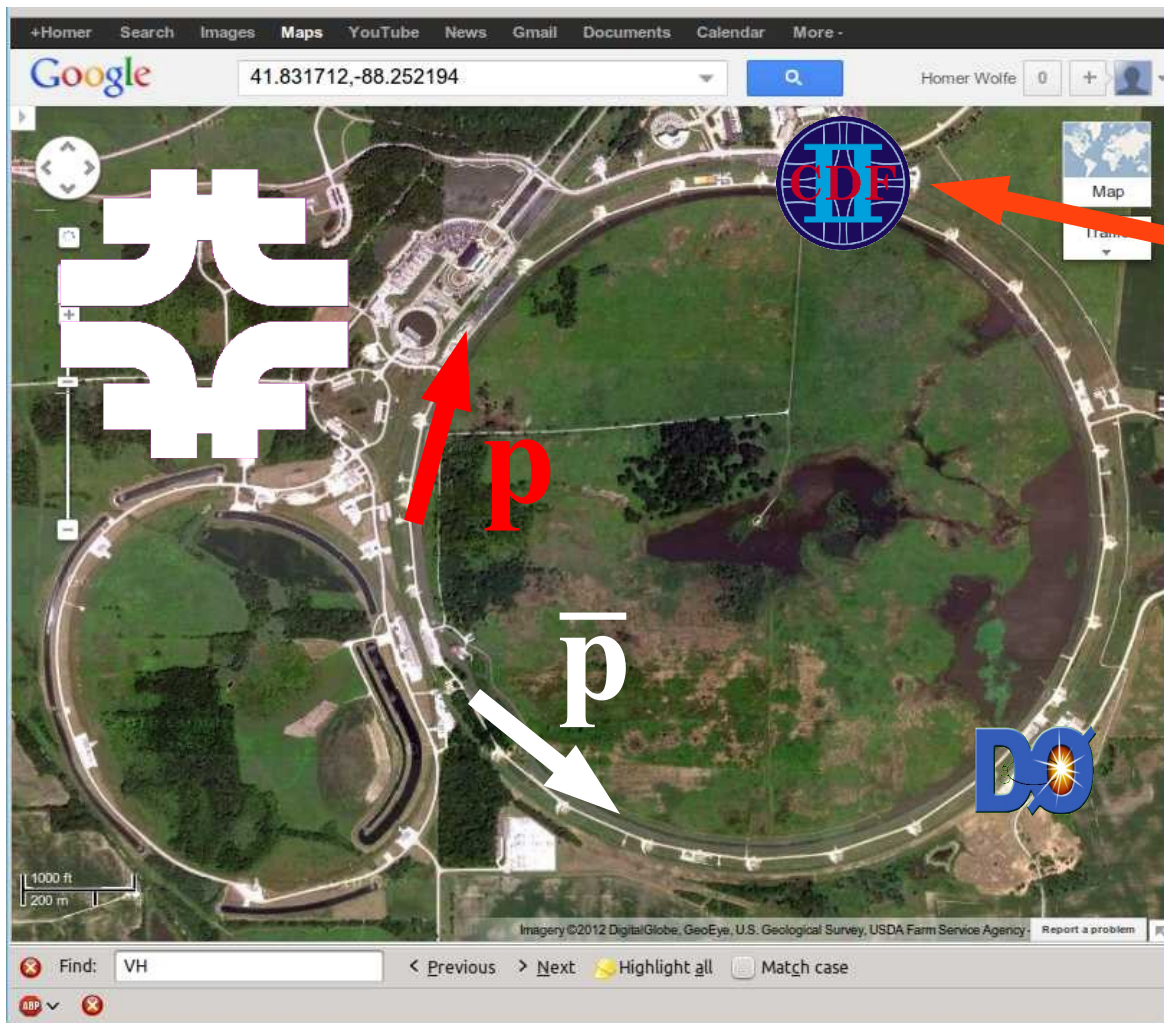 +Homer Search Images Maps YouTube News Gmail Documents Calendar More -
Google 41.831712,-88.252194 Homer Wolfe 0 +
II
CDF
Map
p
p̅
DØ
1000 ft
200 m
Imagery ©2012 DigitalGlobe, GeoEye, U.S. Geological Survey, USDA Farm Service Agency - Report a problem
Find: VH < Previous > Next Highlight all Match case
ABP